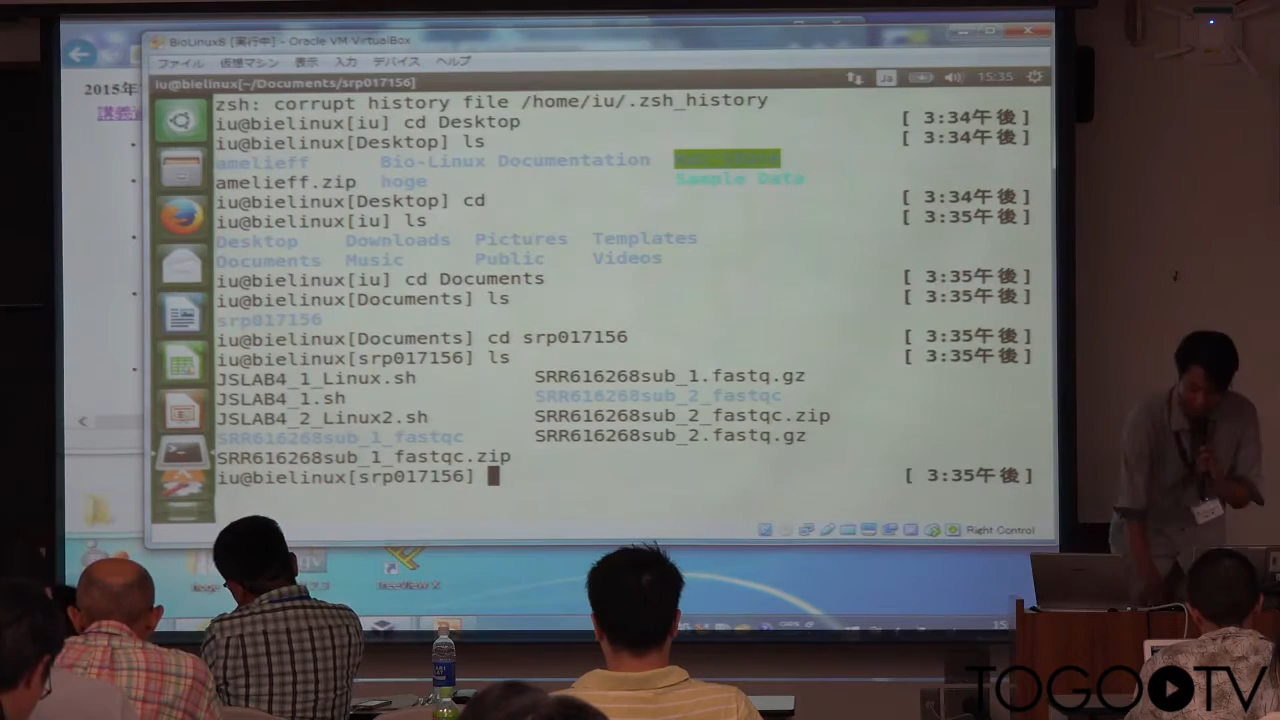 BioLinux8 [実行中] - Oracle VM VirtualBox
ファイル 仮想マシン 表示 入力 デバイス ヘルプ
iu@bielinux[~/Documents/srp017156] Ja 15:35
2015年
zsh: corrupt history file /home/iu/.zsh_history
iu@bielinux[iu] cd Desktop [ 3:34午後]
iu@bielinux[Desktop] ls [ 3:34午後]
amelieff Bio-Linux Documentation
amelieff.zip hoge Sample Data
iu@bielinux[Desktop] cd [ 3:34午後]
iu@bielinux[iu] ls [ 3:35午後]
Desktop Downloads Pictures Templates
Documents Music Public Videos
iu@bielinux[iu] cd Documents [ 3:35午後]
iu@bielinux[Documents] ls [ 3:35午後]
srp017156
iu@bielinux[Documents] cd srp017156 [ 3:35午後]
iu@bielinux[srp017156] ls [ 3:35午後]
JSLAB4_1_Linux.sh SRR616268sub_1.fastq.gz
JSLAB4_1.sh SRR616268sub_2_fastqc
JSLAB4_2_Linux2.sh SRR616268sub_2_fastqc.zip
SRR616268sub_1_fastqc SRR616268sub_2.fastq.gz
SRR616268sub_1_fastqc.zip
iu@bielinux[srp017156] [ 3:35午後]
Right Control
TOGOTV